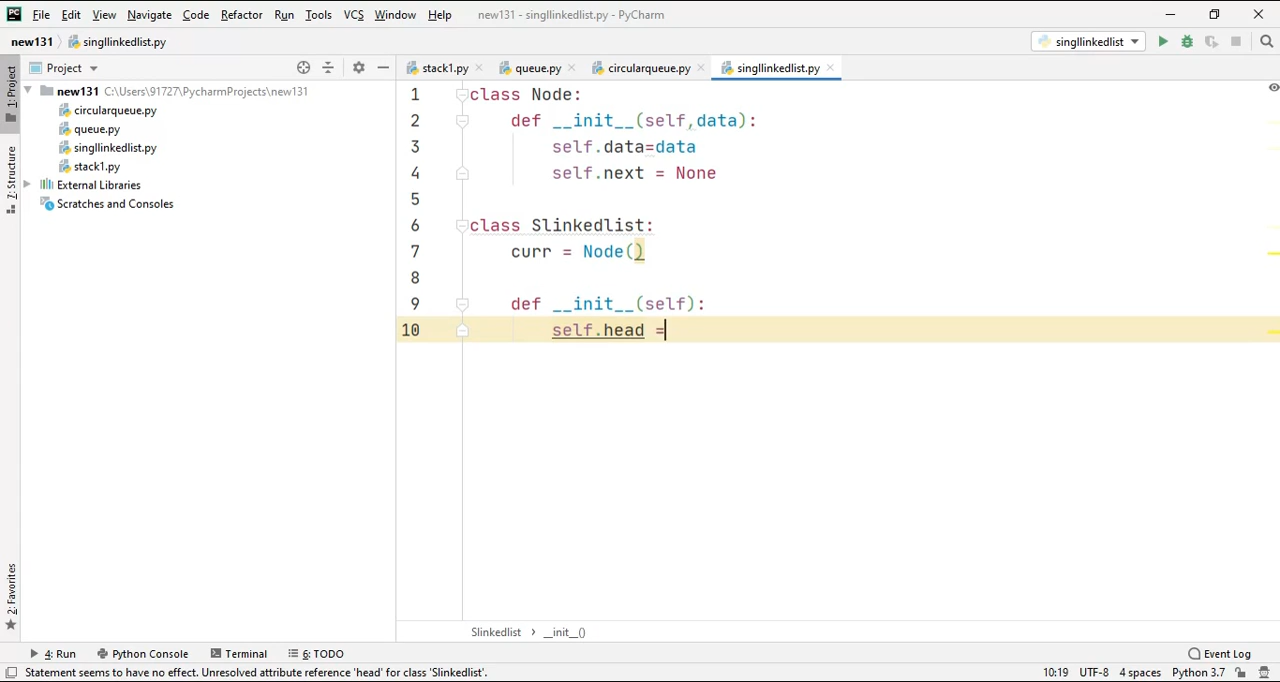 PC File Edit View Navigate Code Refactor Run Tools VCS Window Help new131 - singllinkedlist.py - PyCharm
new131 singllinkedlist.py singllinkedlist
1: Project
Project
stack1.py queue.py circularqueue.py singllinkedlist.py
new131 C:\Users\91727\PycharmProjects\new131
circularqueue.py
queue.py
singllinkedlist.py
stack1.py
External Libraries
Scratches and Consoles
7: Structure
2: Favorites
1 class Node:
2 def __init__(self,data):
3 self.data=data
4 self.next = None
5
6 class Slinkedlist:
7 curr = Node()
8
9 def __init__(self):
10 self.head =
Slinkedlist › __init__()
4: Run Python Console Terminal 6: TODO Event Log
Statement seems to have no effect. Unresolved attribute reference 'head' for class 'Slinkedlist'. 10:19 UTF-8 4 spaces Python 3.7